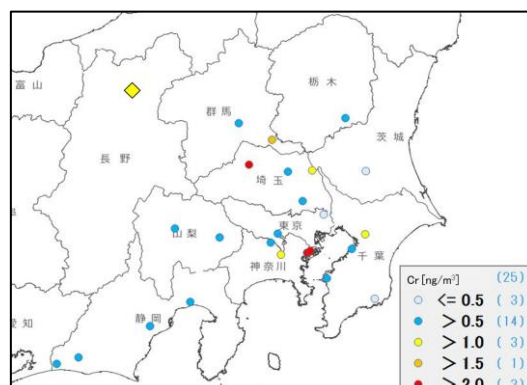 富山
栃木
群馬
茨城
長野
埼玉
東京
山梨
千葉
神奈川
静岡
愛知
Cr[ng/m³] (25)
<= 0.5 ( 3)
> 0.5 (14)
> 1.0 ( 3)
> 1.5 ( 1)
> 2.0 ( 3)